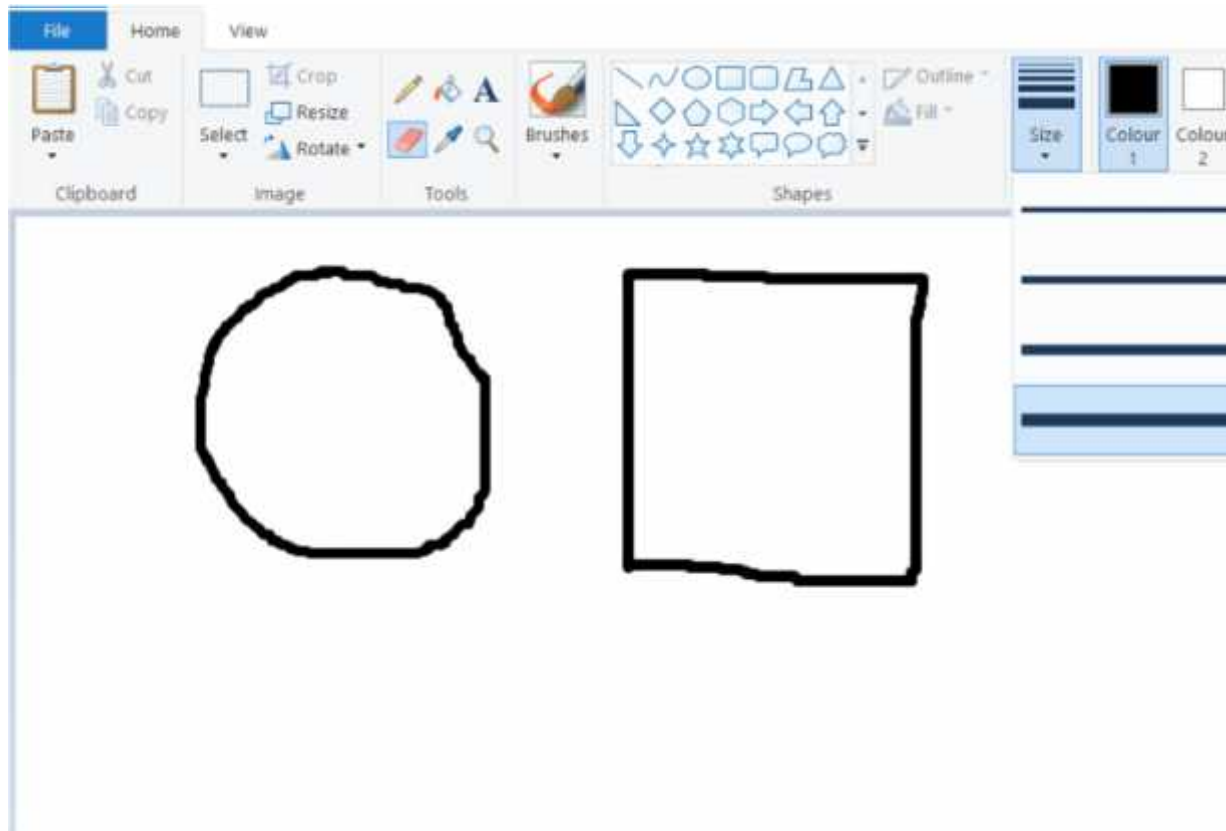 File Home View
Cut
Copy
Paste
Clipboard
Select
Crop
Resize
Rotate
Image
A
Tools
Brushes
Shapes
Outline
Fill
Size
Colour
1
Colour
2